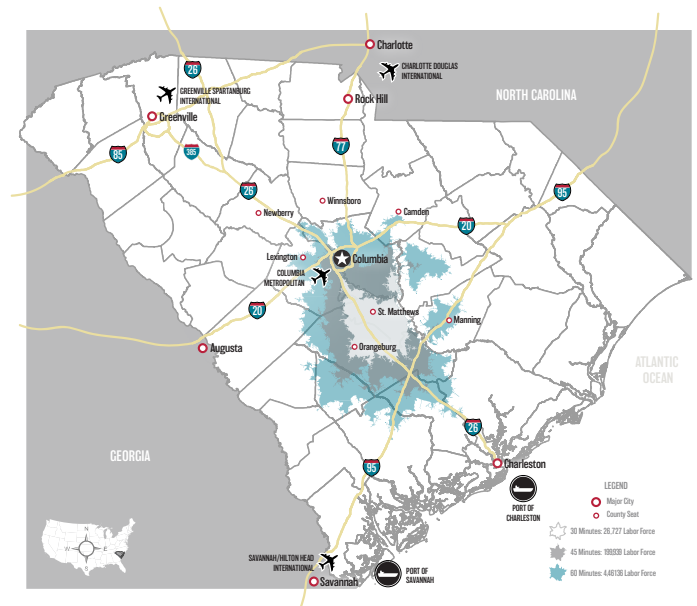 Charlotte
26
CHARLOTTE DOUGLAS
INTERNATIONAL
GREENVILLE SPARTANBURG
INTERNATIONAL
NORTH CAROLINA
Rock Hill
Greenville
77
85
385
26
95
Winnsboro
Newberry
Camden
20
Lexington
Columbia
COLUMBIA
METROPOLITAN
20
St. Matthews
Manning
Orangeburg
Augusta
ATLANTIC
OCEAN
26
GEORGIA
95
Charleston
LEGEND
Major City
County Seat
PORT OF
CHARLESTON
30 Minutes: 26,727 Labor Force
45 Minutes: 199,939 Labor Force
60 Minutes: 4,46136 Labor Force
N
W
E
S
SAVANNAH/HILTON HEAD
INTERNATIONAL
PORT OF
SAVANNAH
Savannah